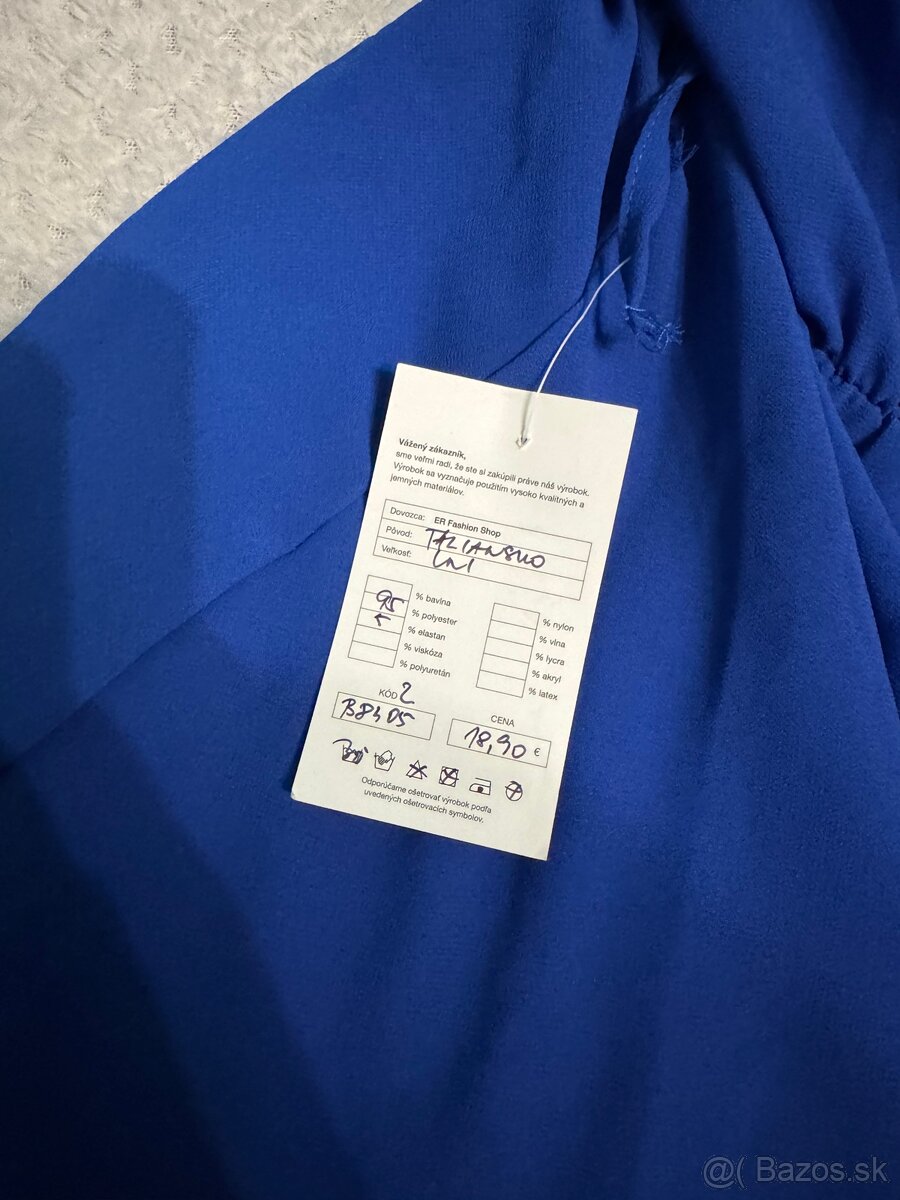 Vážený zákazník,
sme veľmi radi, že ste si zakúpili práve náš výrobok.
Výrobok sa vyznačuje použitím vysoko kvalitných a
jemných materiálov.
Dovozca: ER Fashion Shop
Pôvod: TALIANSKO
Veľkosť: UNI
% bavlna
95 % polyester
5 % elastan
% viskóza
% polyuretán
% nylon
% vlna
% lycra
% akryl
% latex
KÓD 2
CENA
18,90 €
Odporúčame ošetrovať výrobok podľa
uvedených ošetrovacích symbolov.
@( Bazos.sk